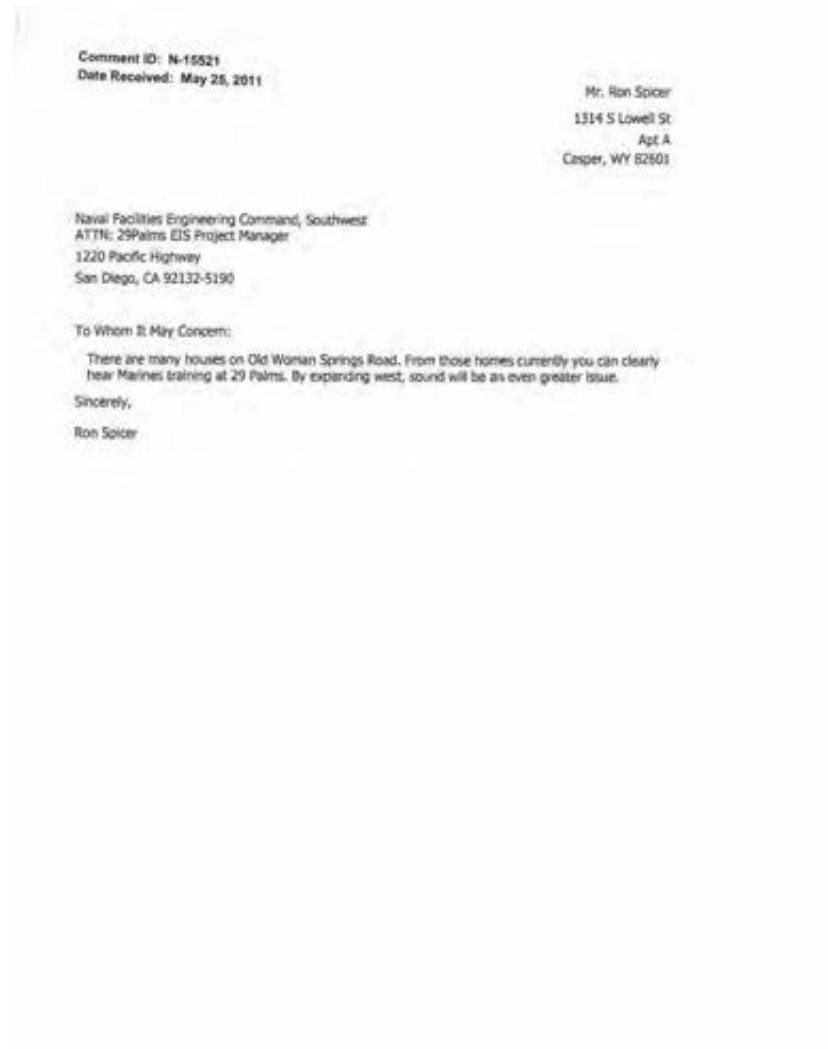 Comment ID: N-15521
Date Received: May 25, 2011
Mr. Ron Spicer
1314 S Lowell St
Apt A
Casper, WY 82601
Naval Facilities Engineering Command, Southwest
ATTN: 29Palms EIS Project Manager
1220 Pacific Highway
San Diego, CA 92132-5190
To Whom It May Concern:
There are many houses on Old Woman Springs Road. From those homes currently you can clearly
hear Marines training at 29 Palms. By expanding west, sound will be an even greater issue.
Sincerely,
Ron Spicer